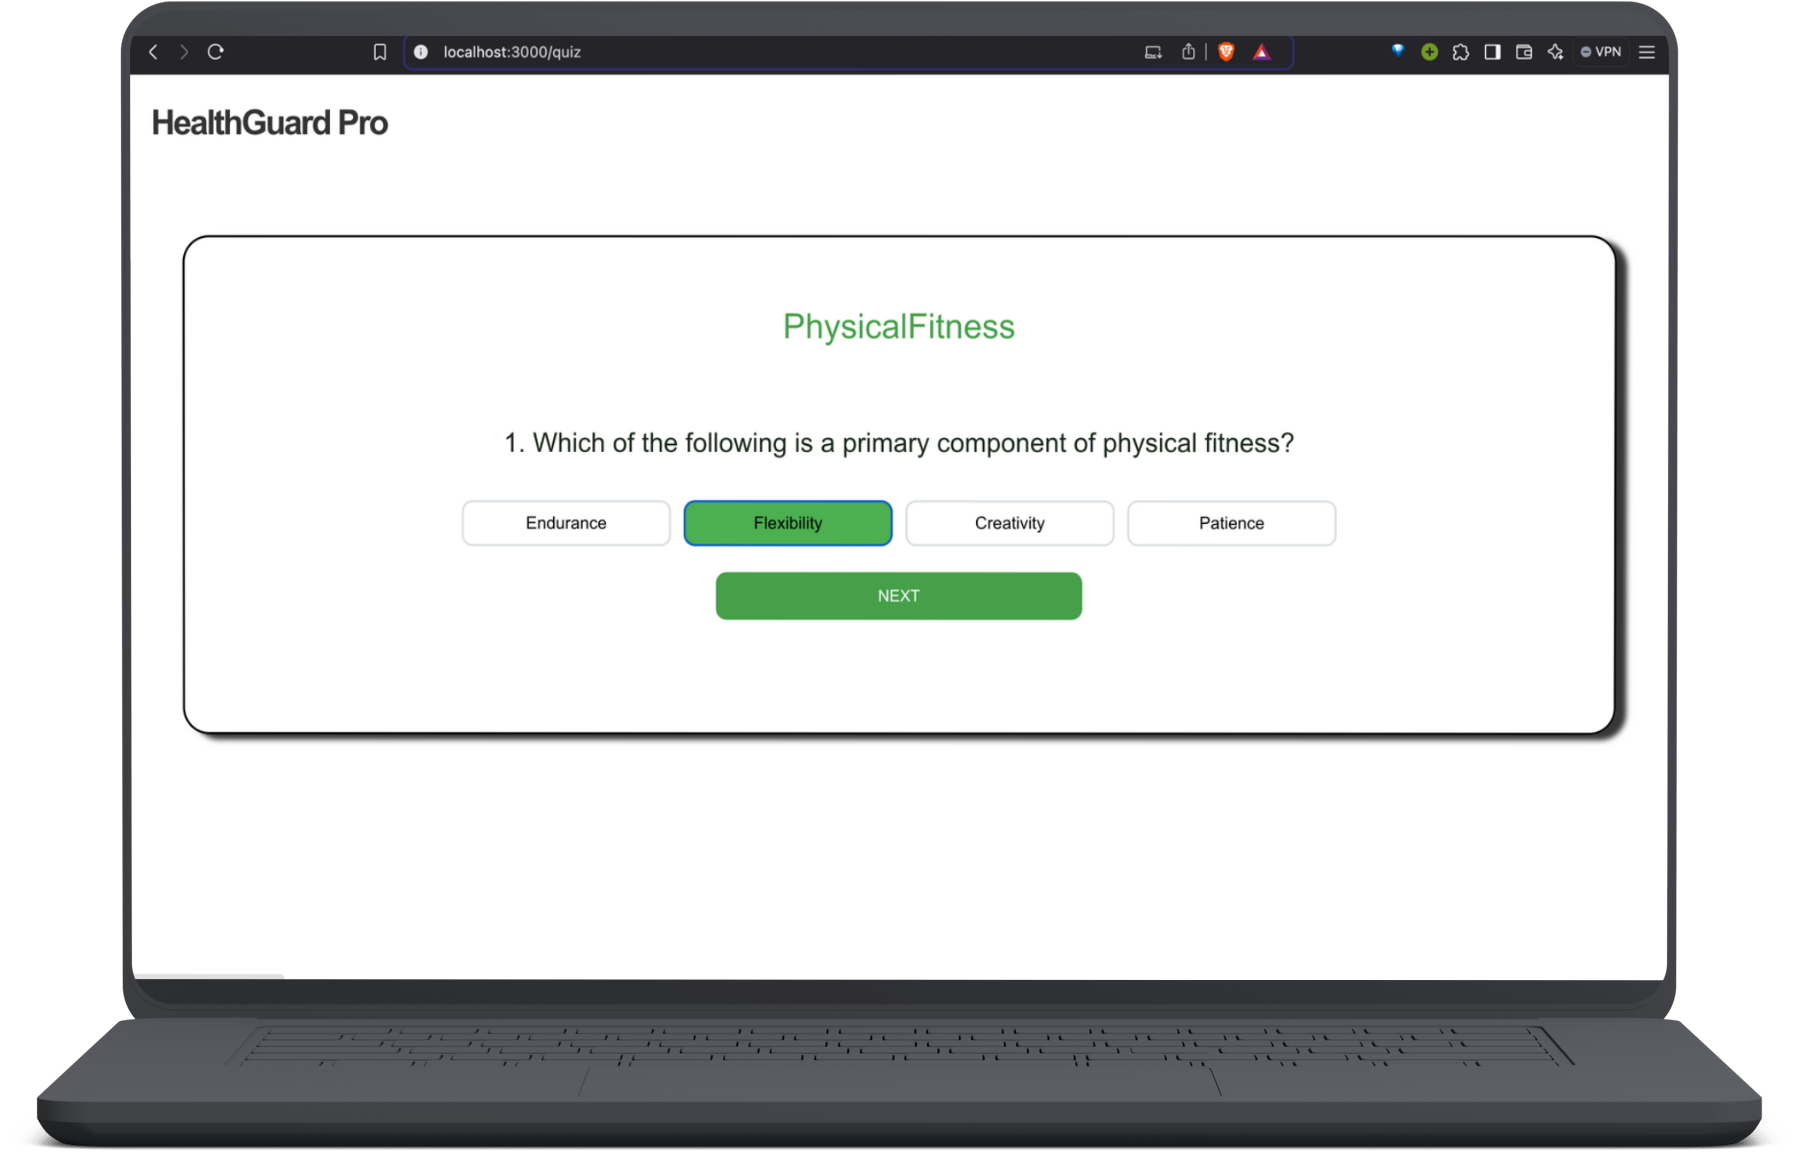 localhost:3000/quiz
VPN
HealthGuard Pro
PhysicalFitness
1. Which of the following is a primary component of physical fitness?
Endurance
Flexibility
Creativity
Patience
NEXT